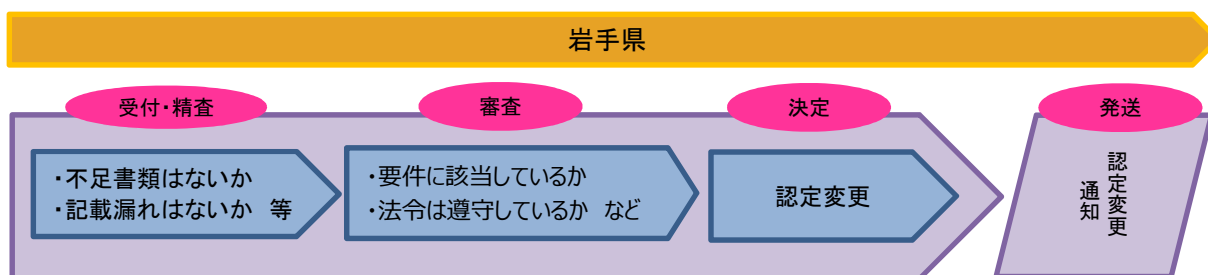 岩手県
受付・精査
審査
決定
発送
・不足書類はないか
・記載漏れはないか　等
・要件に該当しているか
・法令は遵守しているか　など
認定変更
認定変更
通知